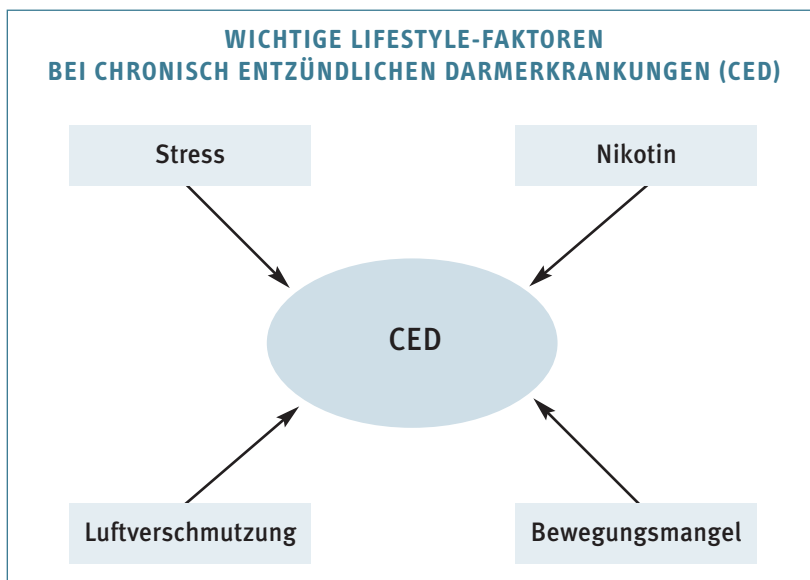 WICHTIGE LIFESTYLE-FAKTOREN
BEI CHRONISCH ENTZÜNDLICHEN DARMERKRANKUNGEN (CED)
Stress
Nikotin
CED
Luftverschmutzung
Bewegungsmangel